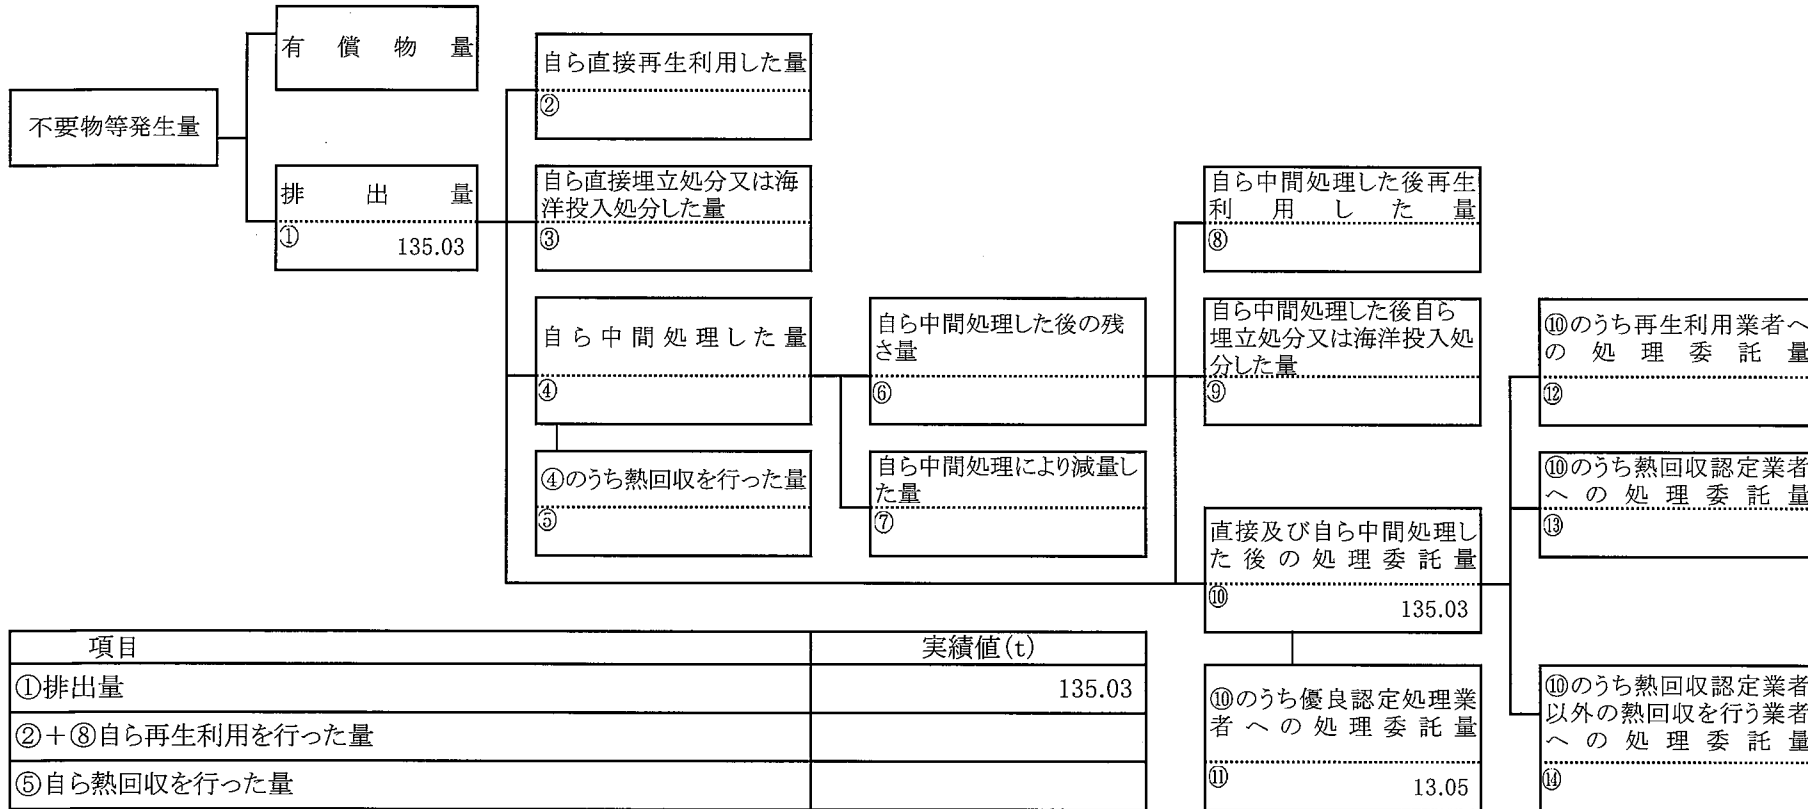 有償物量
不要物等発生量
排出量
① 135.03
自ら直接再生利用した量
②
自ら直接埋立処分又は海
洋投入処分した量
③
自ら中間処理した量
④
④のうち熱回収を行った量
⑤
自ら中間処理した後の残
さ量
⑥
自ら中間処理により減量し
た量
⑦
自ら中間処理した後再生
利用した量
⑧
自ら中間処理した後自ら
埋立処分又は海洋投入処
分した量
⑨
直接及び自ら中間処理し
た後の処理委託量
⑩ 135.03
⑩のうち優良認定処理業
者への処理委託量
⑪ 13.05
⑩のうち再生利用業者へ
の処理委託量
⑫
⑩のうち熱回収認定業者
への処理委託量
⑬
⑩のうち熱回収認定業者
以外の熱回収を行う業者
への処理委託量
⑭
項目 実績値(t)
①排出量 135.03
②+⑧自ら再生利用を行った量
⑤自ら熱回収を行った量